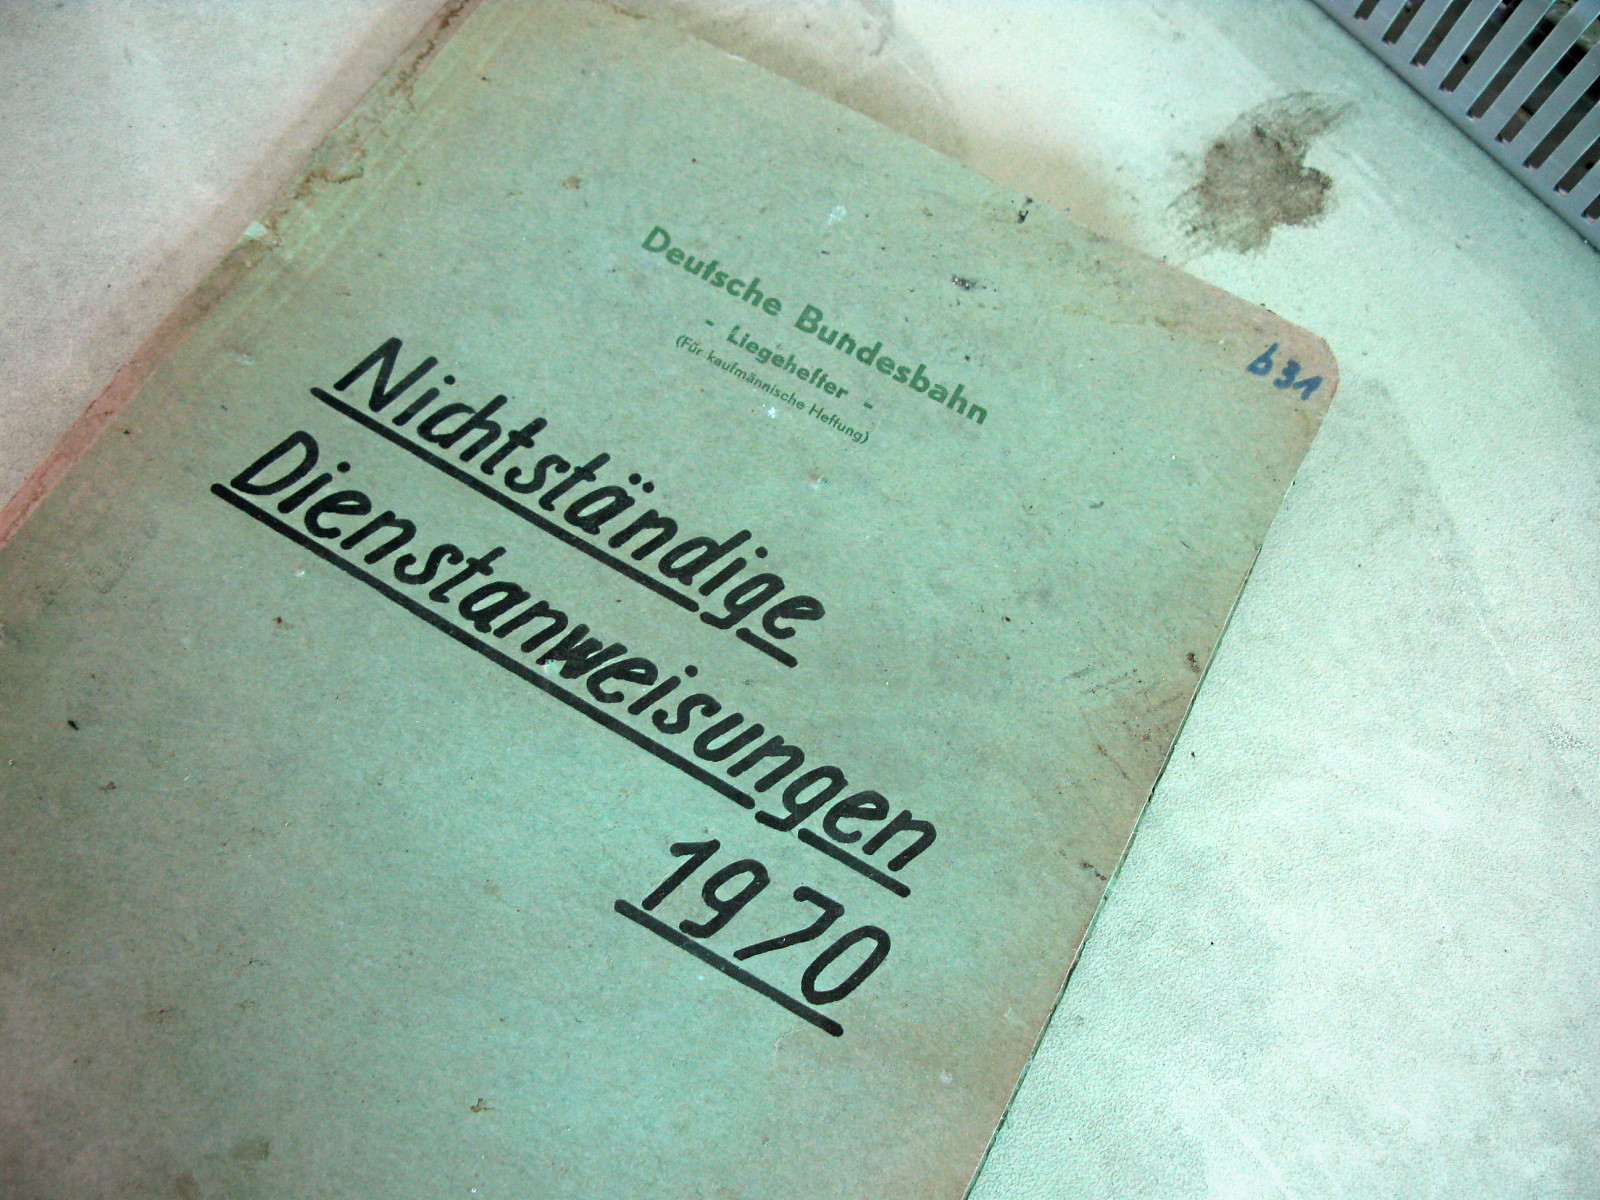 Deutsche Bundesbahn
- Liegehefter -
(Für kaufmännische Heftung)
b31
Nichtständige
Dienstanweisungen
1970